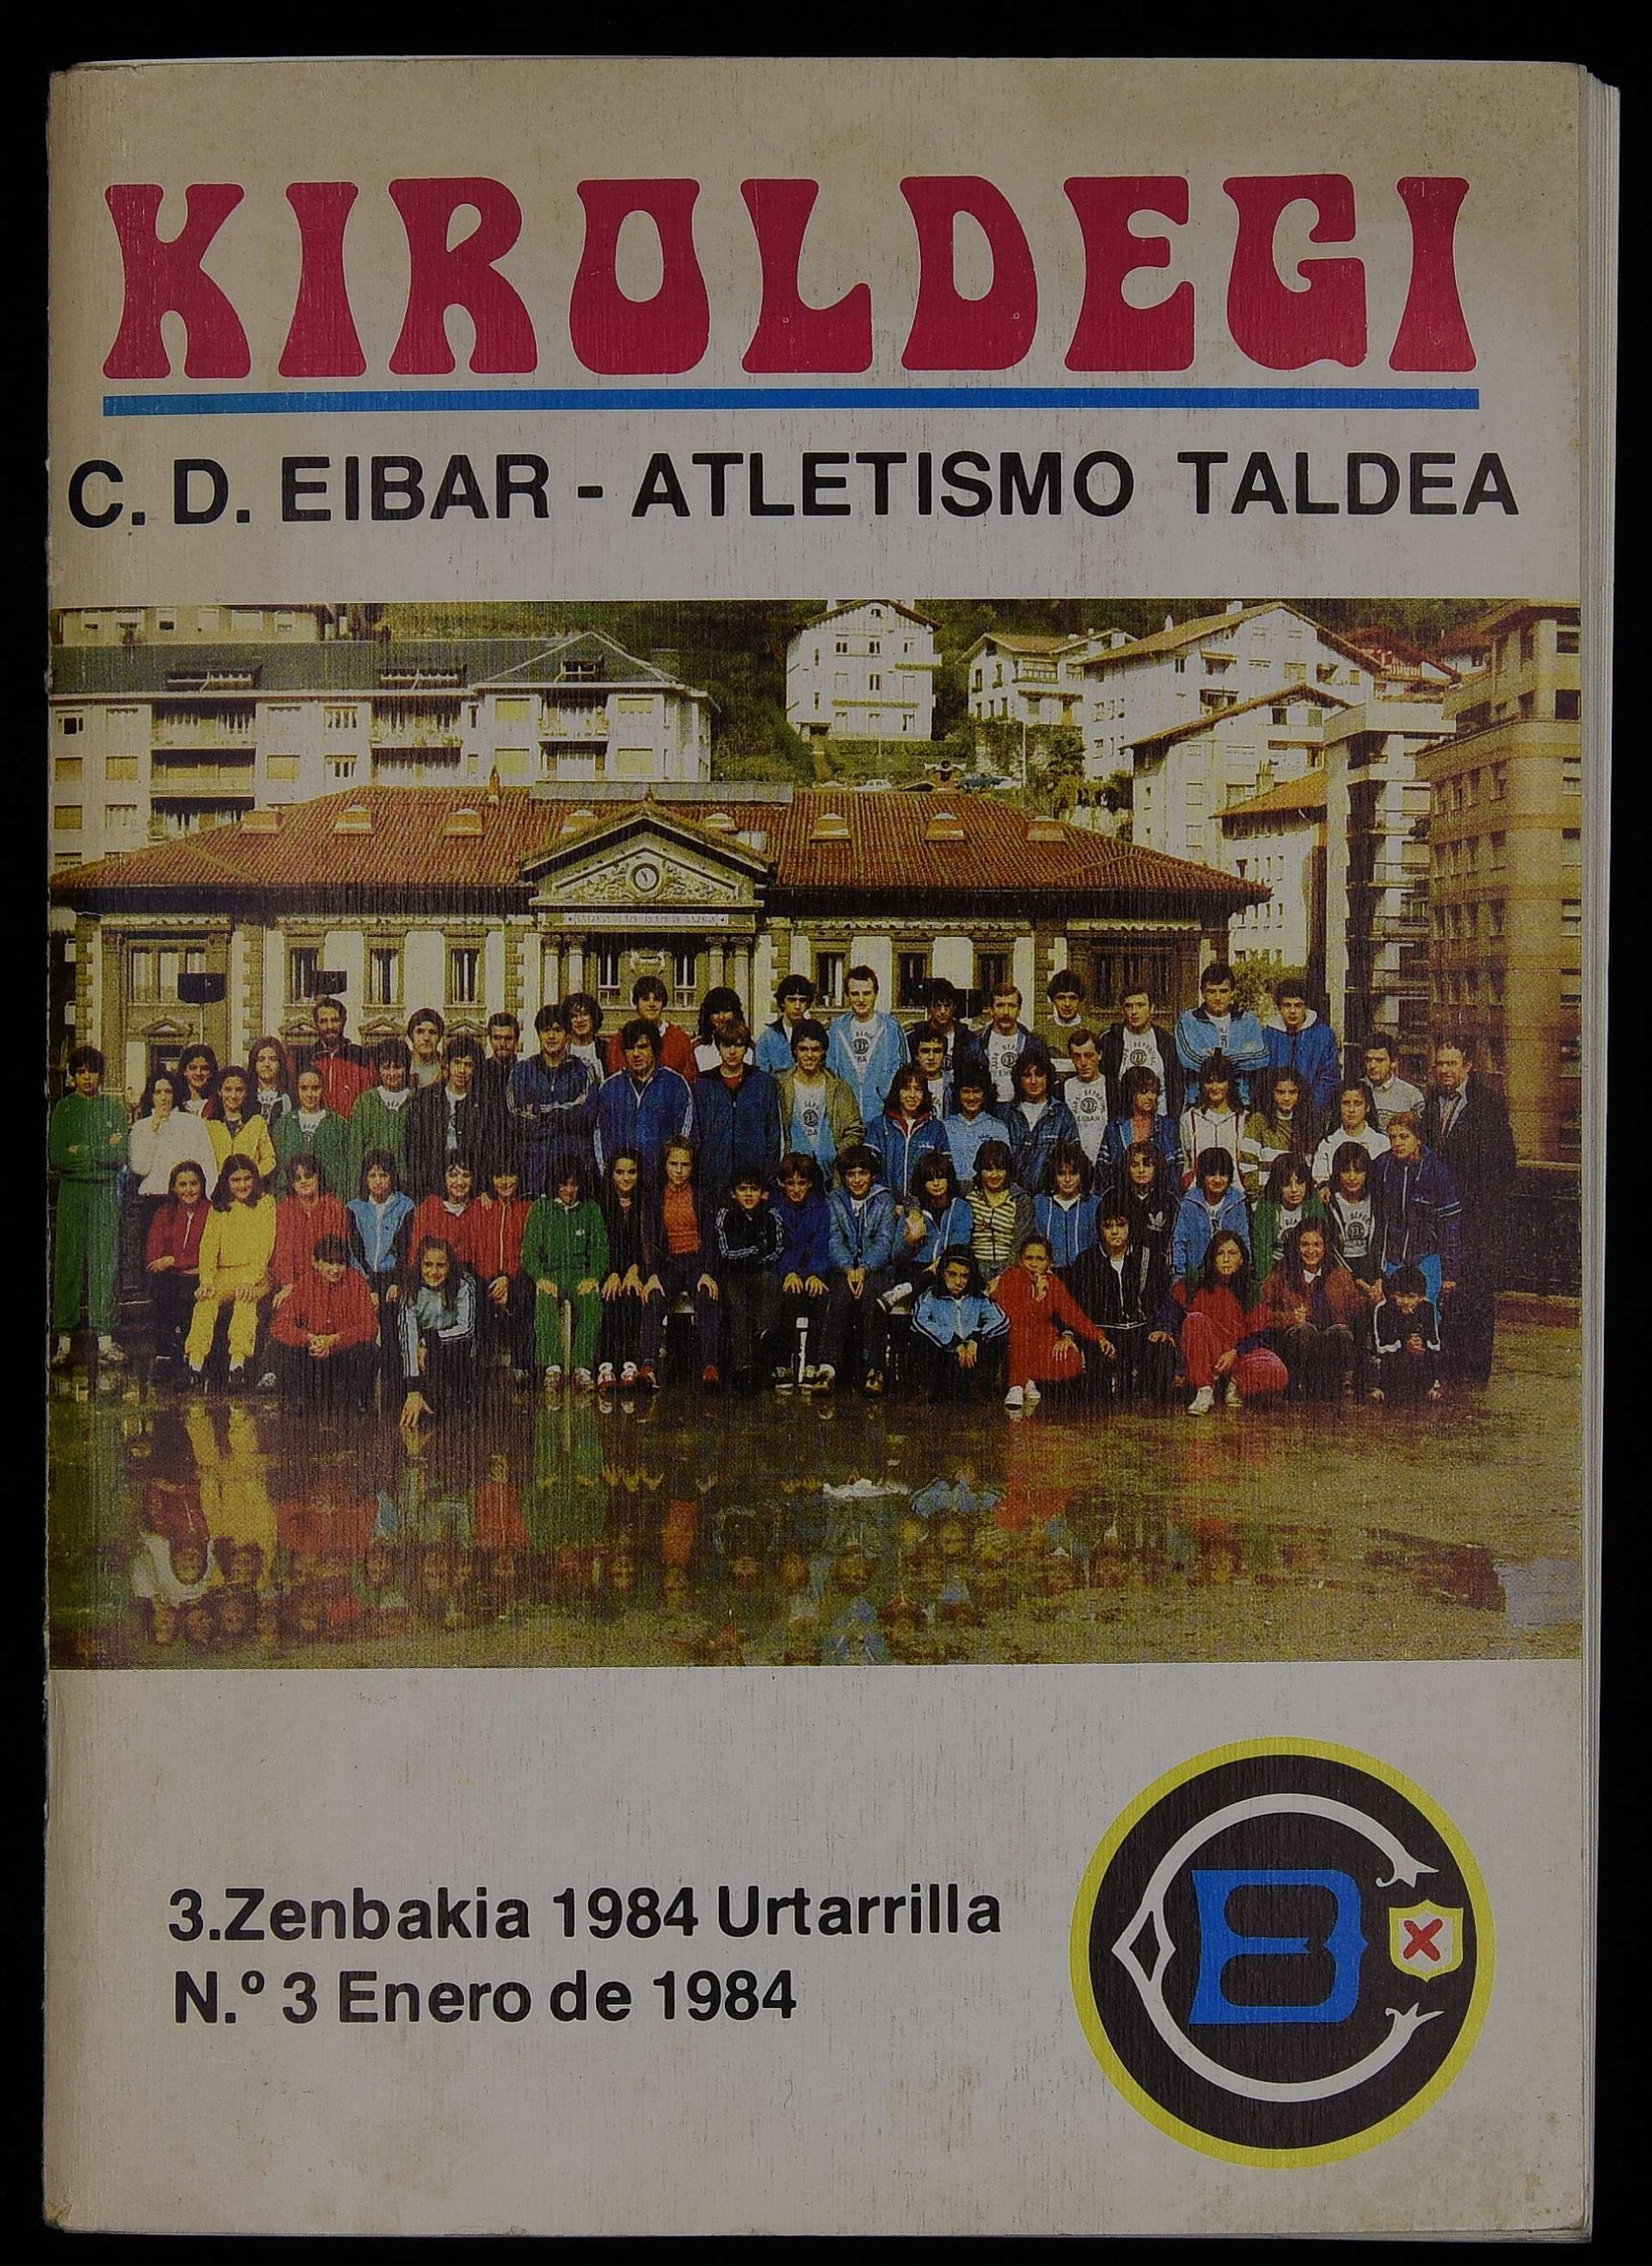 KIROLDEGI
C. D. EIBAR - ATLETISMO TALDEA
3.Zenbakia 1984 Urtarrilla
N.º 3 Enero de 1984